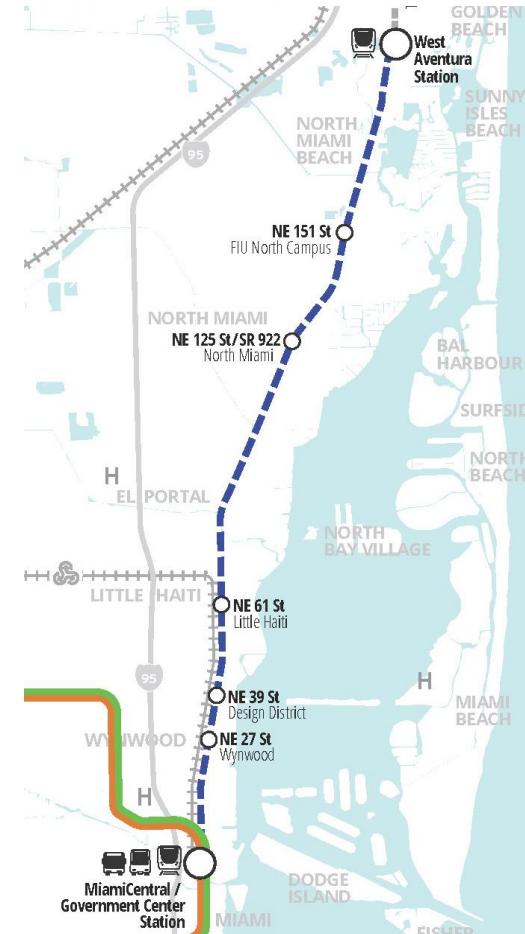 GOLDEN
BEACH
West
Aventura
Station
SUNNY
ISLES
BEACH
NORTH
MIAMI
BEACH
95
NE 151 St
FIU North Campus
NORTH MIAMI
NE 125 St/SR 922
North Miami
BAL
HARBOUR
SURFSID
NORTH
BEACH
H
EL PORTAL
NORTH
BAY VILLAGE
LITTLE HAITI
NE 61 St
Little Haiti
95
H
NE 39 St
Design District
MIAMI
BEACH
WYNWOOD
NE 27 St
Wynwood
H
MiamiCentral /
Government Center
Station
DODGE
ISLAND
MIAMI
FISHER